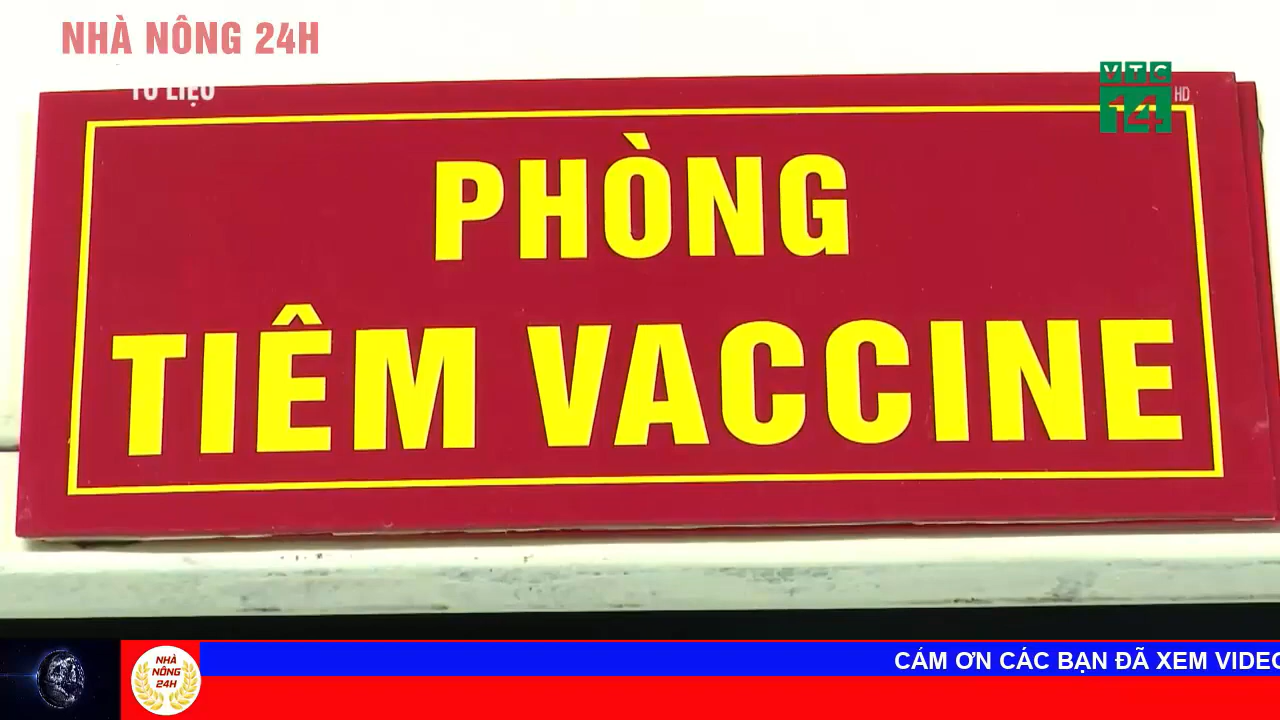 NHÀ NÔNG 24H
TƯ LIỆU
VTC
14
HD
PHÒNG
TIÊM VACCINE
CÁM ƠN CÁC BẠN ĐÃ XEM VIDEO
NHÀ
NÔNG
24H